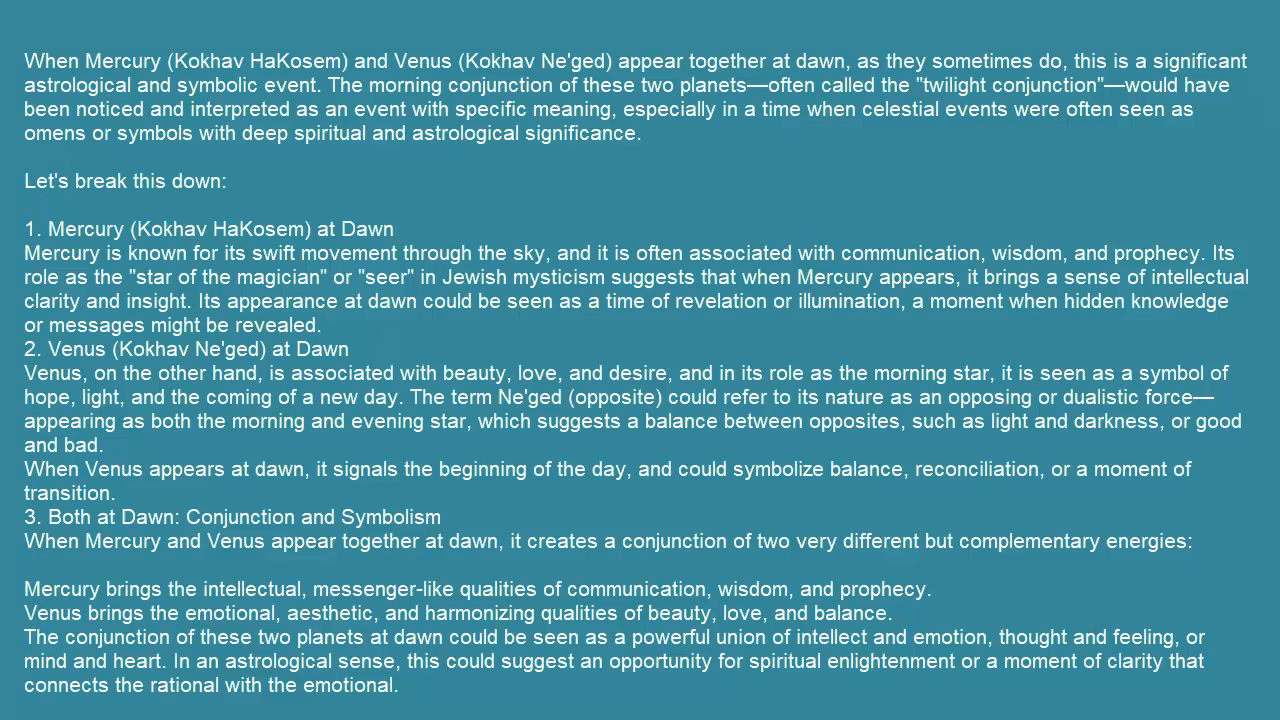 When Mercury (Kokhav HaKosem) and Venus (Kokhav Ne'ged) appear together at dawn, as they sometimes do, this is a significant
astrological and symbolic event. The morning conjunction of these two planets—often called the "twilight conjunction"—would have
been noticed and interpreted as an event with specific meaning, especially in a time when celestial events were often seen as
omens or symbols with deep spiritual and astrological significance.
Let's break this down:
1. Mercury (Kokhav HaKosem) at Dawn
Mercury is known for its swift movement through the sky, and it is often associated with communication, wisdom, and prophecy. Its
role as the "star of the magician" or "seer" in Jewish mysticism suggests that when Mercury appears, it brings a sense of intellectual
clarity and insight. Its appearance at dawn could be seen as a time of revelation or illumination, a moment when hidden knowledge
or messages might be revealed.
2. Venus (Kokhav Ne'ged) at Dawn
Venus, on the other hand, is associated with beauty, love, and desire, and in its role as the morning star, it is seen as a symbol of
hope, light, and the coming of a new day. The term Ne'ged (opposite) could refer to its nature as an opposing or dualistic force—
appearing as both the morning and evening star, which suggests a balance between opposites, such as light and darkness, or good
and bad.
When Venus appears at dawn, it signals the beginning of the day, and could symbolize balance, reconciliation, or a moment of
transition.
3. Both at Dawn: Conjunction and Symbolism
When Mercury and Venus appear together at dawn, it creates a conjunction of two very different but complementary energies:
Mercury brings the intellectual, messenger-like qualities of communication, wisdom, and prophecy.
Venus brings the emotional, aesthetic, and harmonizing qualities of beauty, love, and balance.
The conjunction of these two planets at dawn could be seen as a powerful union of intellect and emotion, thought and feeling, or
mind and heart. In an astrological sense, this could suggest an opportunity for spiritual enlightenment or a moment of clarity that
connects the rational with the emotional.